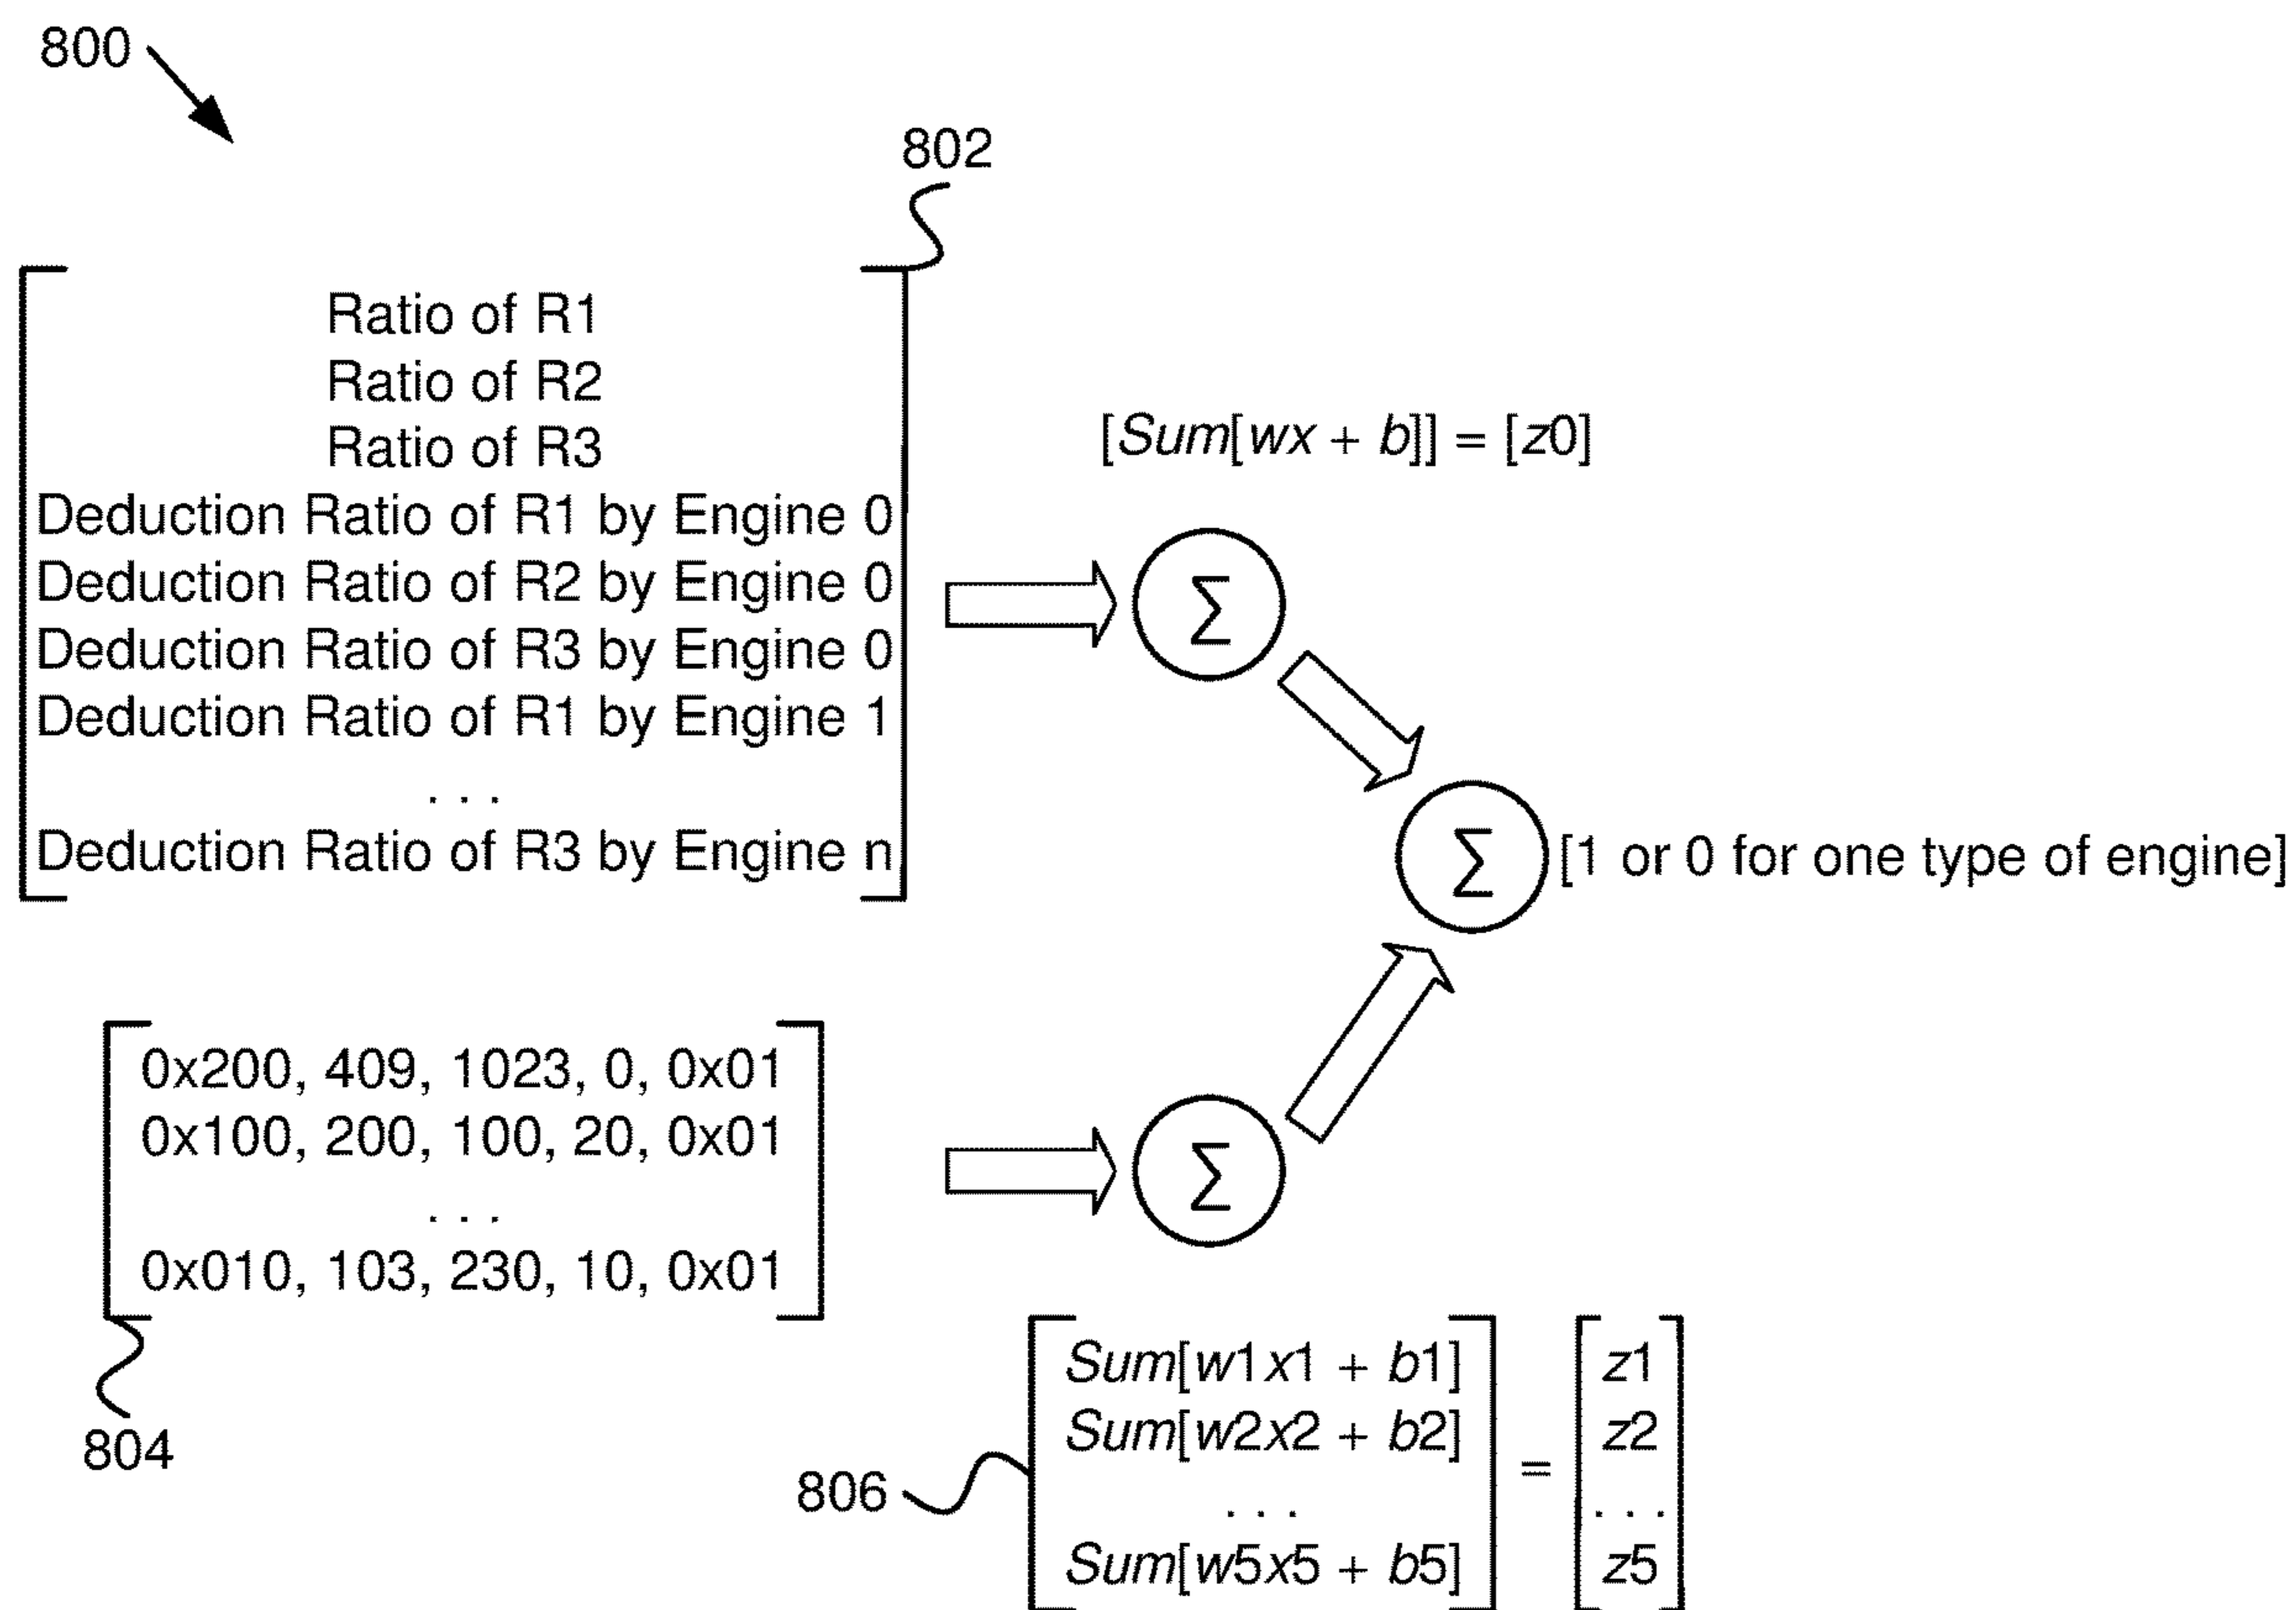 800
802
Ratio of R1
Ratio of R2
Ratio of R3
Deduction Ratio of R1 by Engine 0
Deduction Ratio of R2 by Engine 0
Deduction Ratio of R3 by Engine 0
Deduction Ratio of R1 by Engine 1
. . .
Deduction Ratio of R3 by Engine n
[Sum[wx + b]] = [z0]
Σ
Σ [1 or 0 for one type of engine]
0x200, 409, 1023, 0, 0x01
0x100, 200, 100, 20, 0x01
. . .
0x010, 103, 230, 10, 0x01
Σ
804
806
Sum[w1x1 + b1]
Sum[w2x2 + b2]
. . .
Sum[w5x5 + b5]
=
z1
z2
. . .
z5